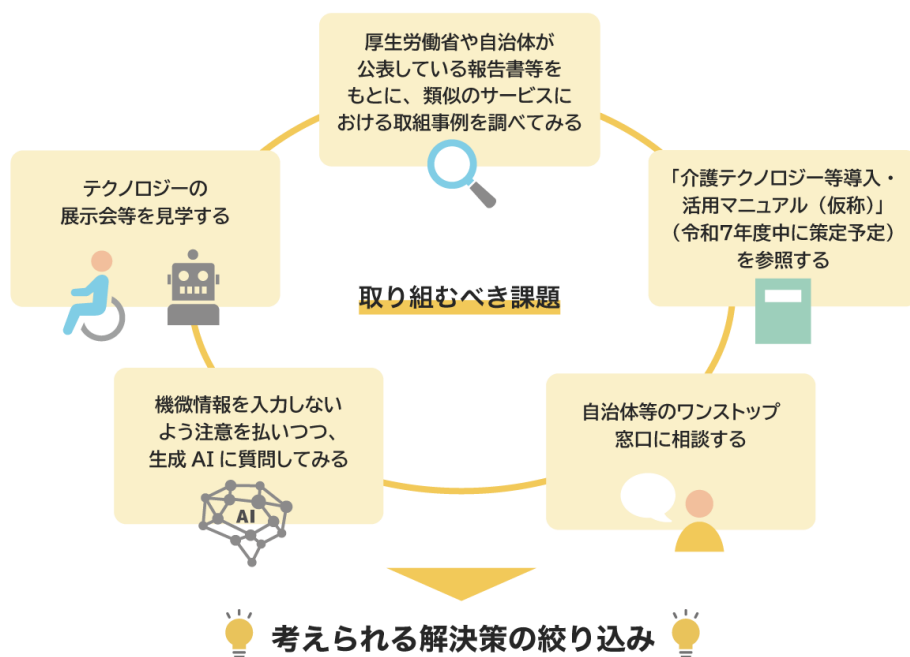 厚生労働省や自治体が
公表している報告書等を
もとに、類似のサービスに
おける取組事例を調べてみる
テクノロジーの
展示会等を見学する
「介護テクノロジー等導入・
活用マニュアル（仮称）」
（令和7年度中に策定予定）
を参照する
取り組むべき課題
機微情報を入力しない
よう注意を払いつつ、
生成 AI に質問してみる
AI
自治体等のワンストップ
窓口に相談する
考えられる解決策の絞り込み